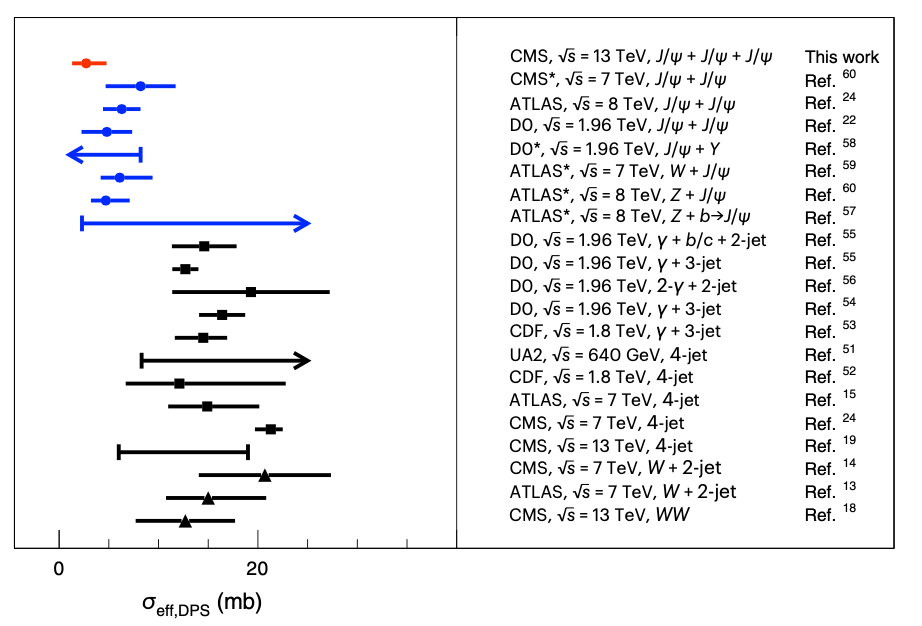 CMS, √s = 13 TeV, J/ψ + J/ψ + J/ψ This work
CMS*, √s = 7 TeV, J/ψ + J/ψ Ref. 60
ATLAS, √s = 8 TeV, J/ψ + J/ψ Ref. 24
DO, √s = 1.96 TeV, J/ψ + J/ψ Ref. 22
DO*, √s = 1.96 TeV, J/ψ + Υ Ref. 58
ATLAS*, √s = 7 TeV, W + J/ψ Ref. 59
ATLAS*, √s = 8 TeV, Z + J/ψ Ref. 60
ATLAS*, √s = 8 TeV, Z + b→J/ψ Ref. 57
DO, √s = 1.96 TeV, γ + b/c + 2-jet Ref. 55
DO, √s = 1.96 TeV, γ + 3-jet Ref. 55
DO, √s = 1.96 TeV, 2-γ + 2-jet Ref. 56
DO, √s = 1.96 TeV, γ + 3-jet Ref. 54
CDF, √s = 1.8 TeV, γ + 3-jet Ref. 53
UA2, √s = 640 GeV, 4-jet Ref. 51
CDF, √s = 1.8 TeV, 4-jet Ref. 52
ATLAS, √s = 7 TeV, 4-jet Ref. 15
CMS, √s = 7 TeV, 4-jet Ref. 24
CMS, √s = 13 TeV, 4-jet Ref. 19
CMS, √s = 7 TeV, W + 2-jet Ref. 14
ATLAS, √s = 7 TeV, W + 2-jet Ref. 13
CMS, √s = 13 TeV, WW Ref. 18
0 20
σeff,DPS (mb)